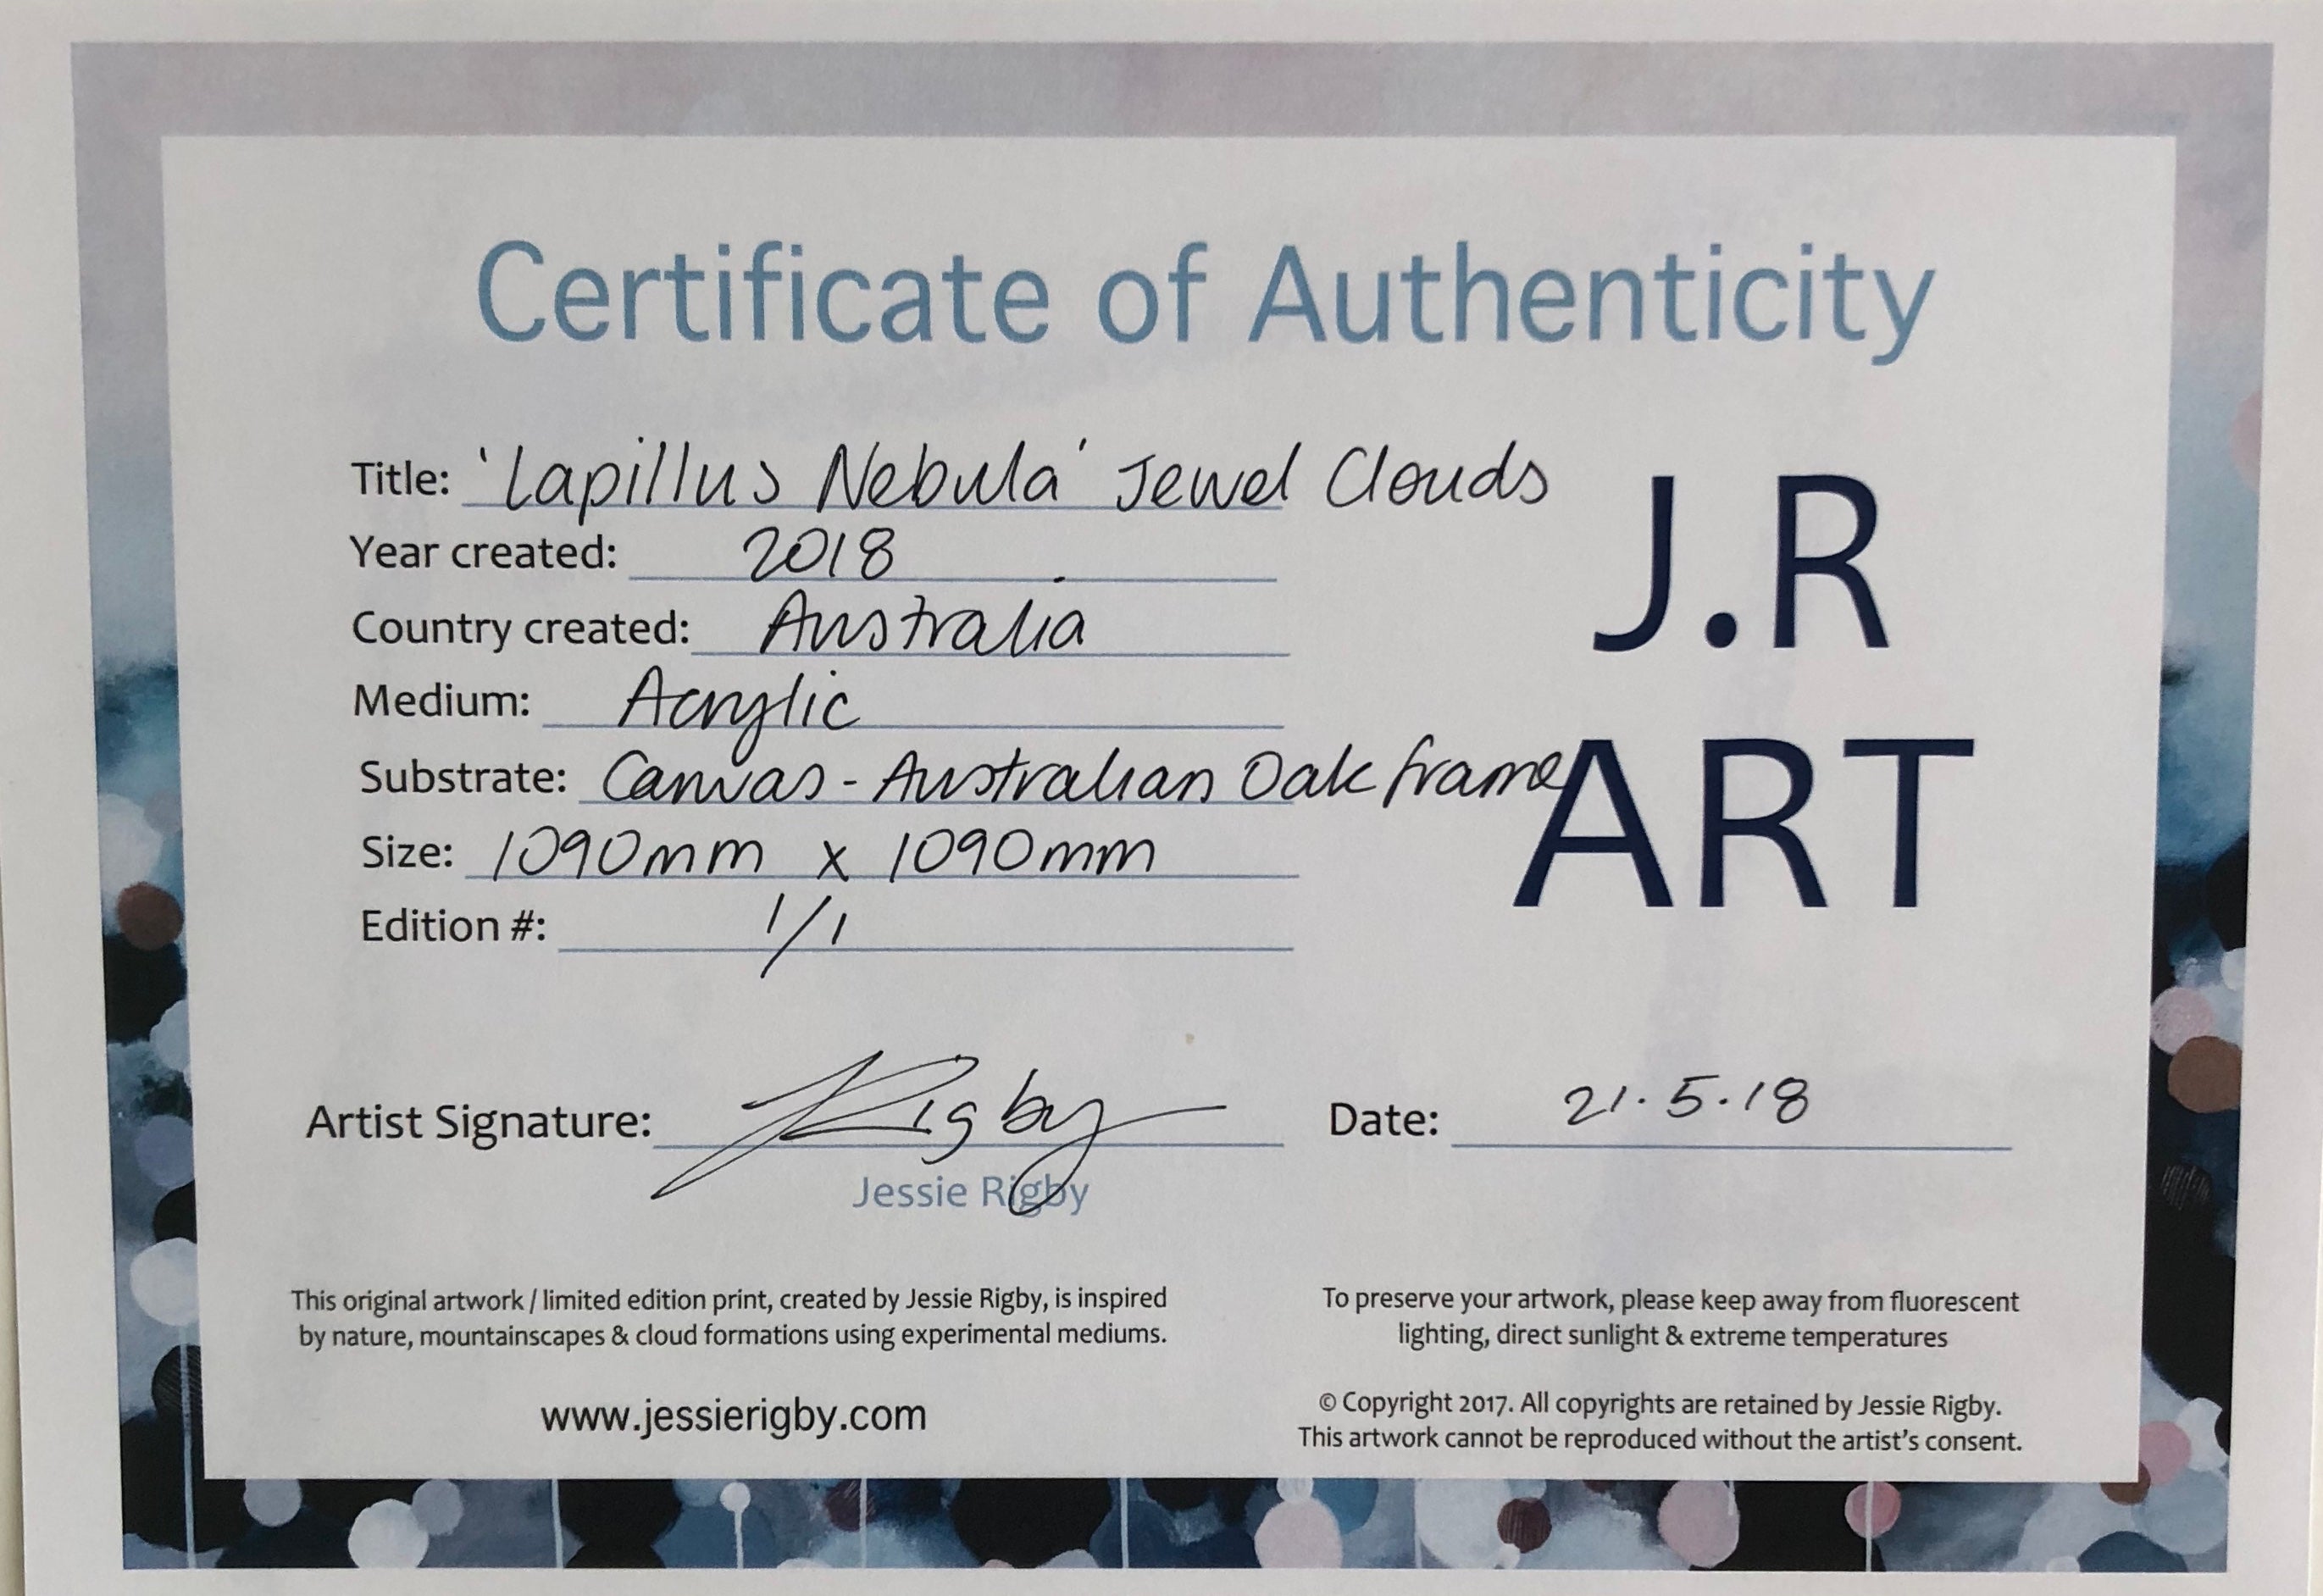 Certificate of Authenticity
Title: 'Lapillus Nebula' Jewel Clouds
Year created: 2018
Country created: Australia
Medium: Acrylic
Substrate: Canvas - Australian Oak frame
Size: 1090mm x 1090mm
Edition #: 1/1
J.R
ART
Artist Signature: JRigby
Date: 21.5.18
Jessie Rigby
This original artwork / limited edition print, created by Jessie Rigby, is inspired
by nature, mountainscapes & cloud formations using experimental mediums.
www.jessierigby.com
To preserve your artwork, please keep away from fluorescent
lighting, direct sunlight & extreme temperatures
© Copyright 2017. All copyrights are retained by Jessie Rigby.
This artwork cannot be reproduced without the artist's consent.